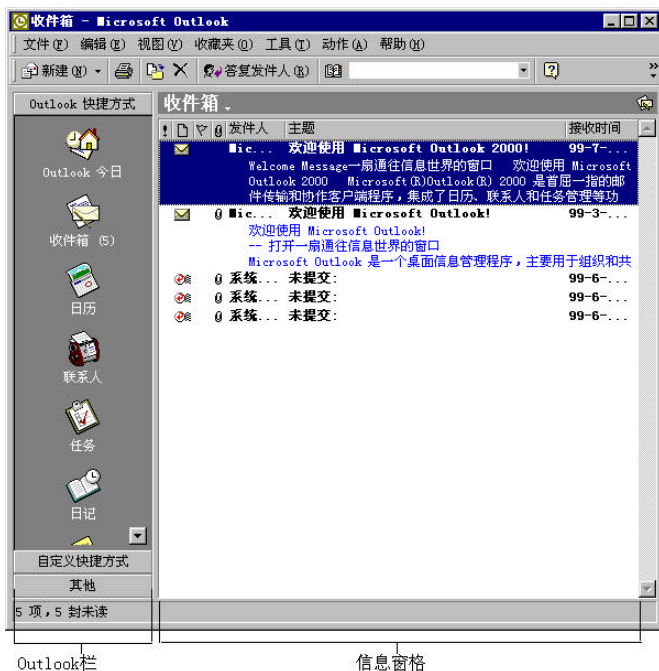 收件箱 - Microsoft Outlook
文件(F) 编辑(E) 视图(V) 收藏夹(O) 工具(T) 动作(A) 帮助(H)
新建(N) 答复发件人(R) »
Outlook 快捷方式
收件箱.
! 发件人 主题 接收时间
Mic... 欢迎使用 Microsoft Outlook 2000! 99-7-...
Welcome Message一扇通往信息世界的窗口 欢迎使用 Microsoft
Outlook 2000 Microsoft(R)Outlook(R) 2000 是首屈一指的邮
件传输和协作客户端程序，集成了日历、联系人和任务管理等功
Mic... 欢迎使用 Microsoft Outlook! 99-3-...
欢迎使用 Microsoft Outlook!
-- 打开一扇通往信息世界的窗口
Microsoft Outlook 是一个桌面信息管理程序，主要用于组织和共
系统... 未提交: 99-6-...
系统... 未提交: 99-6-...
系统... 未提交: 99-6-...
Outlook 今日
收件箱 (5)
日历
联系人
任务
日记
自定义快捷方式
其他
5 项，5 封未读
Outlook栏
信息窗格